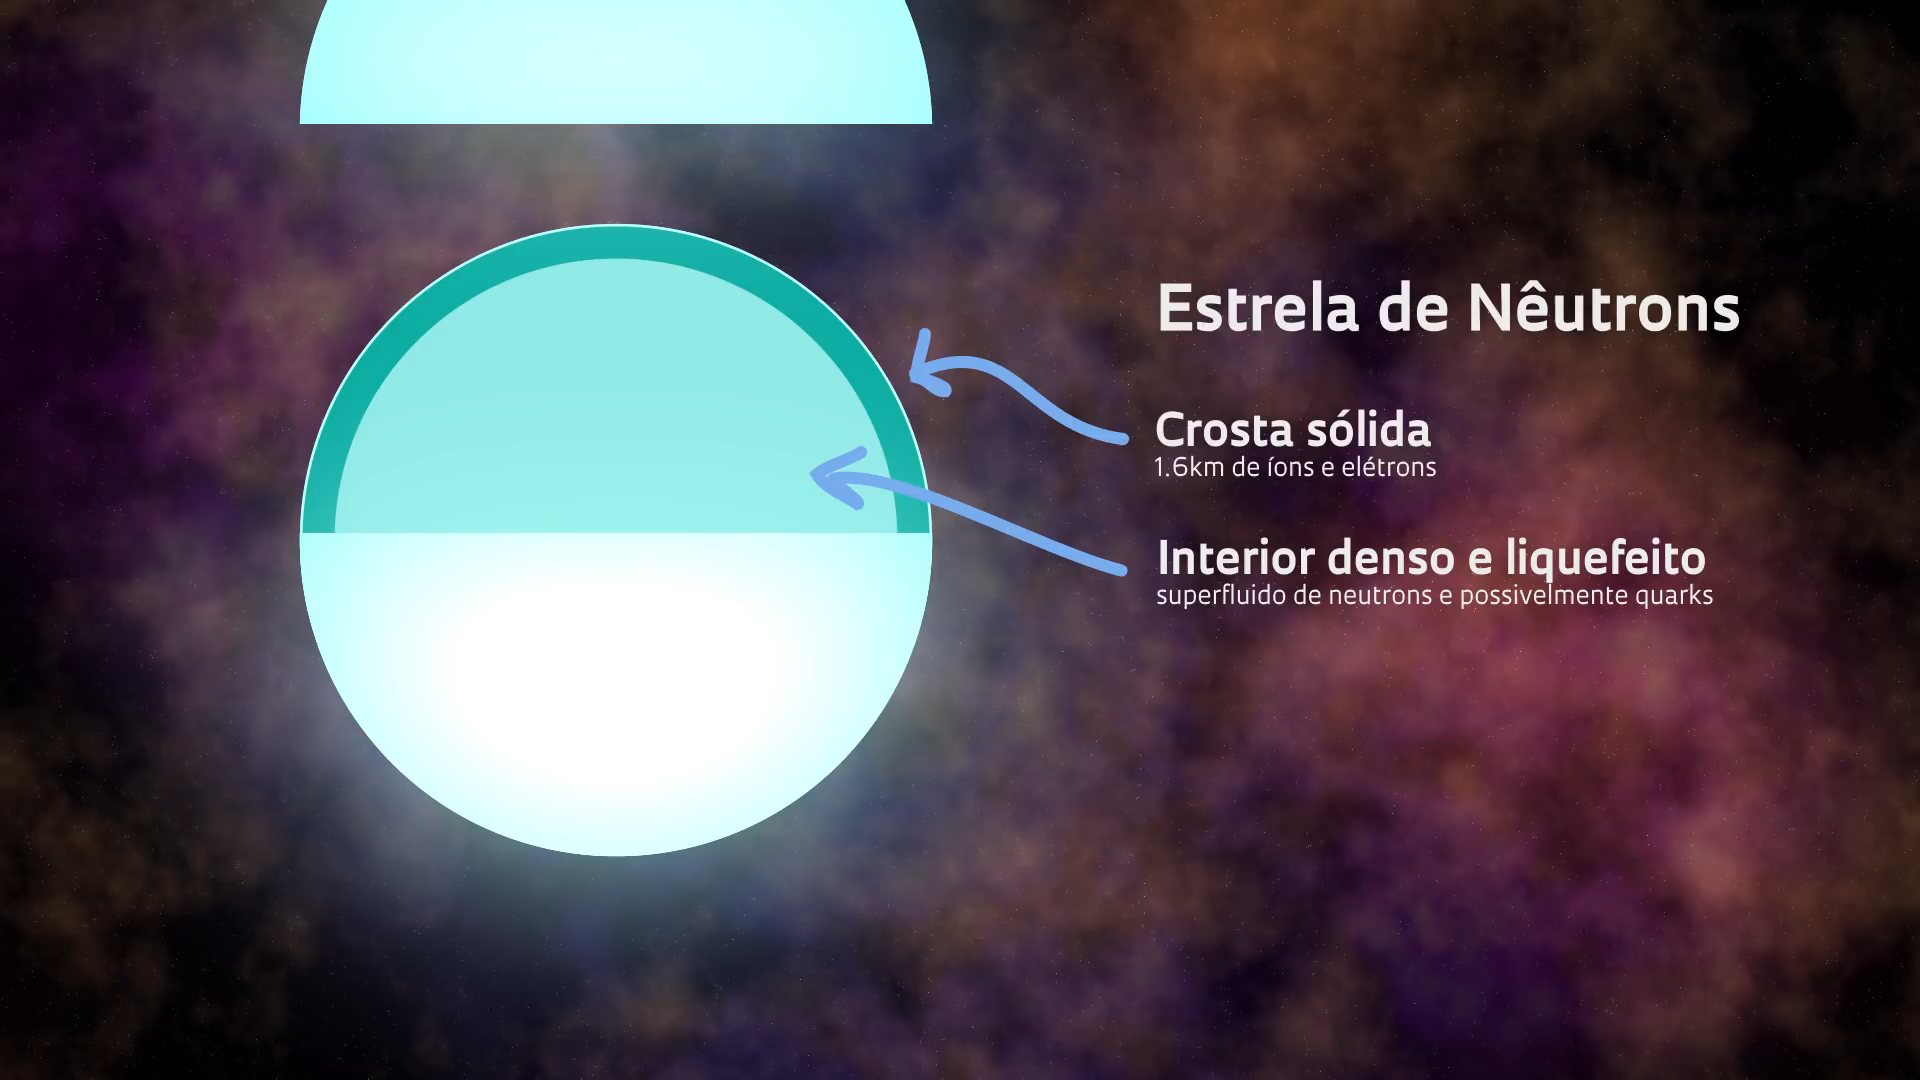 Estrela de Nêutrons
Crosta sólida
1.6km de íons e elétrons
Interior denso e liquefeito
superfluido de neutrons e possivelmente quarks